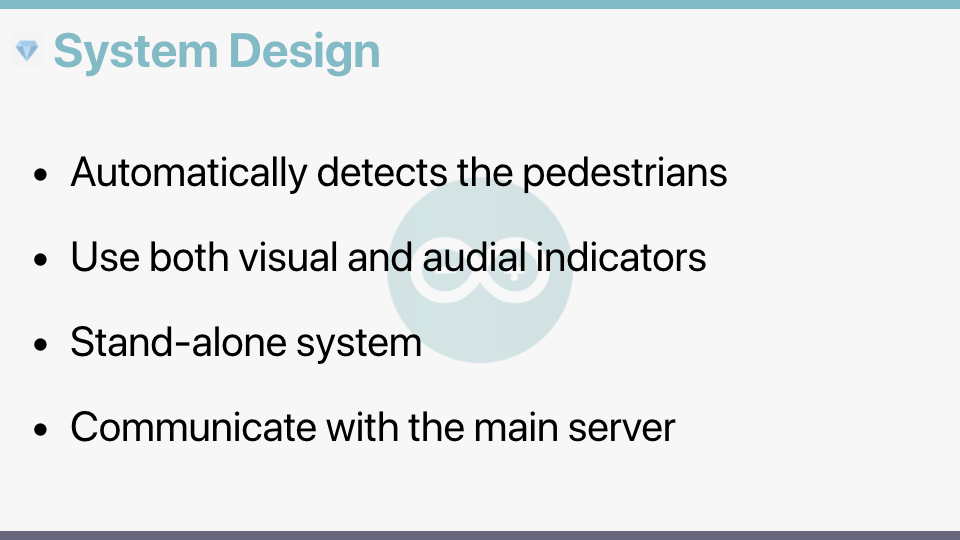 System Design
• Automatically detects the pedestrians
• Use both visual and audial indicators
• Stand-alone system
• Communicate with the main server